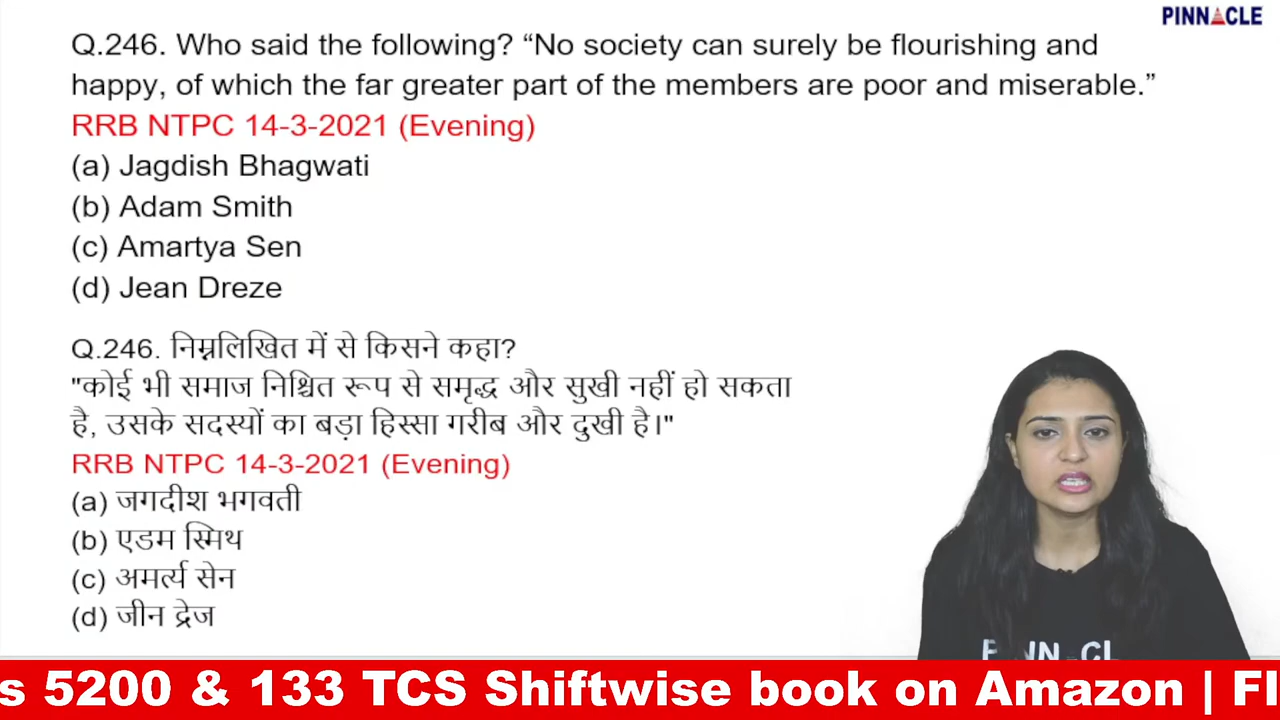 PINNACLE
Q.246. Who said the following? “No society can surely be flourishing and
happy, of which the far greater part of the members are poor and miserable.”
RRB NTPC 14-3-2021 (Evening)
(a) Jagdish Bhagwati
(b) Adam Smith
(c) Amartya Sen
(d) Jean Dreze
Q.246. निम्नलिखित में से किसने कहा?
"कोई भी समाज निश्चित रूप से समृद्ध और सुखी नहीं हो सकता
है, उसके सदस्यों का बड़ा हिस्सा गरीब और दुखी है।"
RRB NTPC 14-3-2021 (Evening)
(a) जगदीश भगवती
(b) एडम स्मिथ
(c) अमर्त्य सेन
(d) जीन द्रेज
s 5200 & 133 TCS Shiftwise book on Amazon | Fl